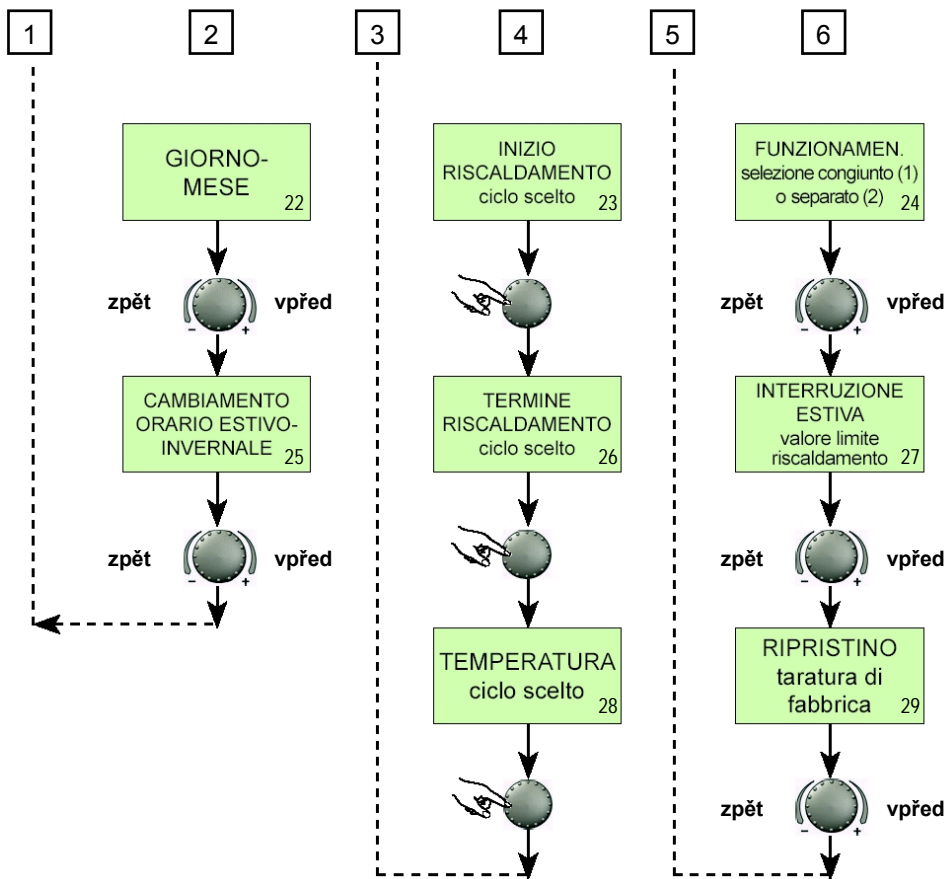 1 2 3 4 5 6
GIORNO-
MESE
22
INIZIO
RISCALDAMENTO
ciclo scelto
23
FUNZIONAMEN.
selezione congiunto (1)
o separato (2)
24
zpět - + vpřed
zpět - + vpřed
CAMBIAMENTO
ORARIO ESTIVO-
INVERNALE
25
TERMINE
RISCALDAMENTO
ciclo scelto
26
INTERRUZIONE
ESTIVA
valore limite
riscaldamento
27
zpět - + vpřed
zpět - + vpřed
TEMPERATURA
ciclo scelto
28
RIPRISTINO
taratura di
fabbrica
29
zpět - + vpřed